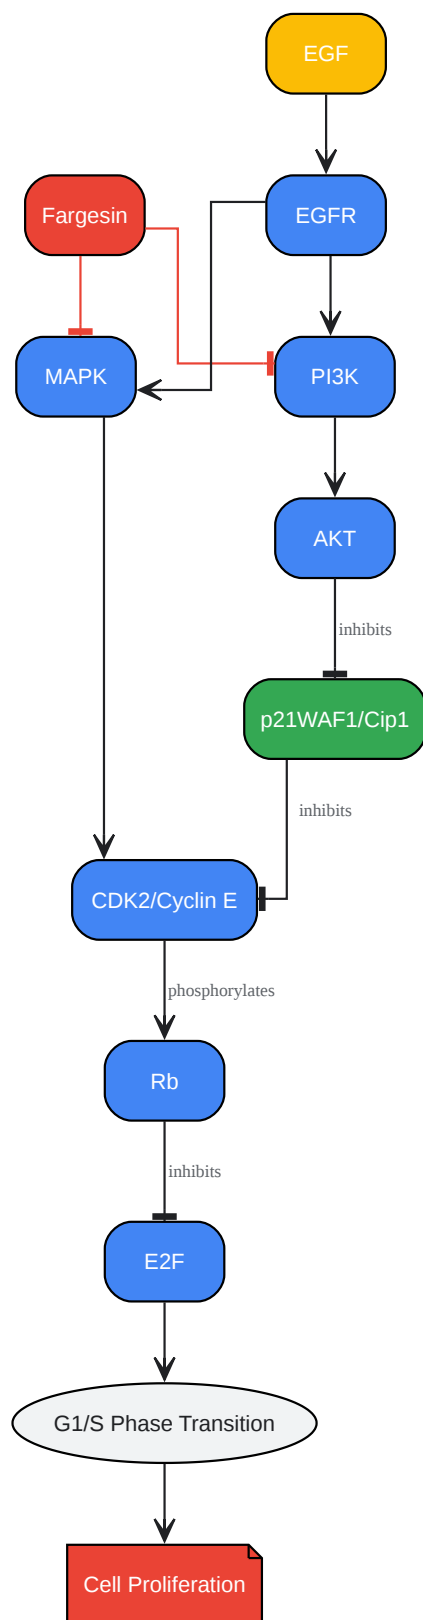 EGF
Fargesin
EGFR
MAPK
PI3K
AKT
inhibits
p21WAF1/Cip1
inhibits
CDK2/Cyclin E
phosphorylates
Rb
inhibits
E2F
G1/S Phase Transition
Cell Proliferation